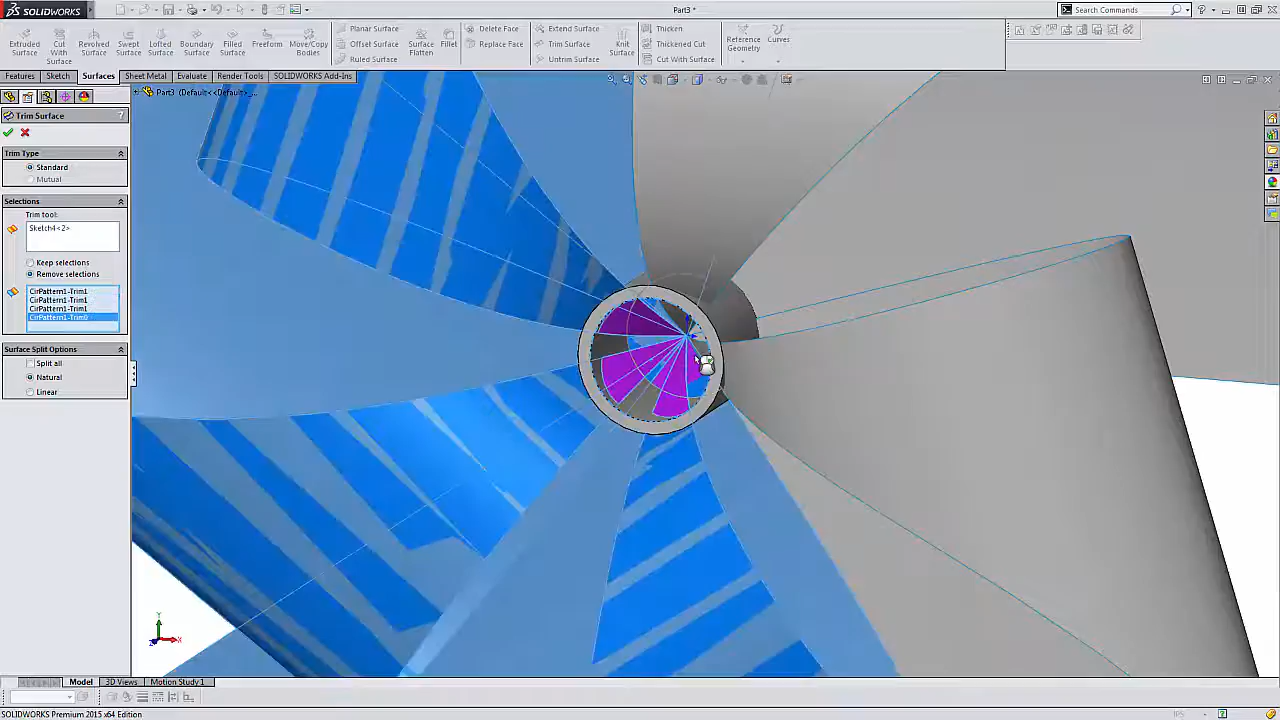 SOLIDWORKS
Part3 *
Search Commands
Extruded Surface
Cut With Surface
Revolved Surface
Swept Surface
Lofted Surface
Boundary Surface
Filled Surface
Freeform
Planar Surface
Offset Surface
Ruled Surface
Surface Flatten
Fillet
Delete Face
Replace Face
Extend Surface
Trim Surface
Untrim Surface
Knit Surface
Thicken
Thickened Cut
Cut With Surface
Reference Geometry
Curves
Move/Copy Bodies
Features
Sketch
Surfaces
Sheet Metal
Evaluate
Render Tools
SOLIDWORKS Add-Ins
Part3 (Default<<Default>_...
Trim Surface
?
Trim Type
Standard
Mutual
Selections
Trim tool:
Sketch4<2>
Keep selections
Remove selections
CirPattern1-Trim1
CirPattern1-Trim1
CirPattern1-Trim1
CirPattern1-Trim0
Surface Split Options
Split all
Natural
Linear
Y
X
Z
Model
3D Views
Motion Study 1
SOLIDWORKS Premium 2015 x64 Edition
IPS